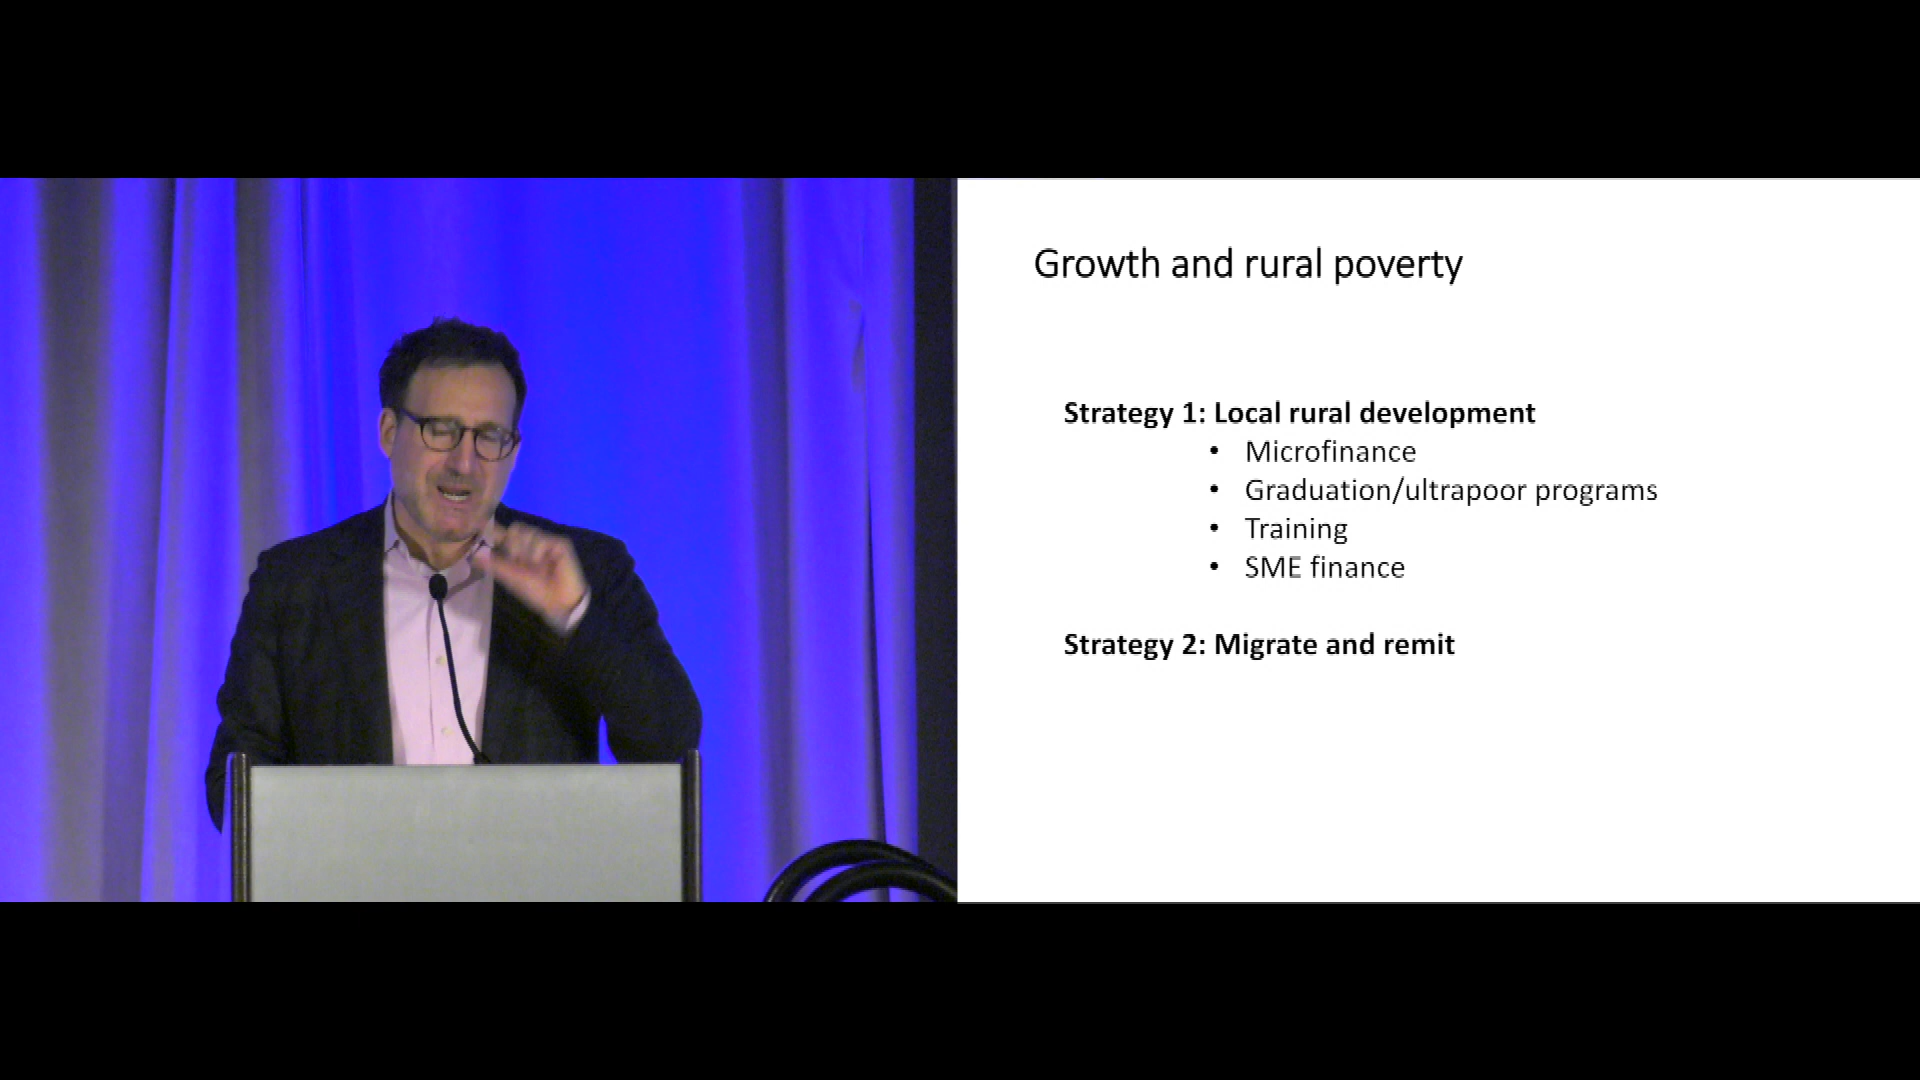 Growth and rural poverty
Strategy 1: Local rural development
• Microfinance
• Graduation/ultrapoor programs
• Training
• SME finance
Strategy 2: Migrate and remit